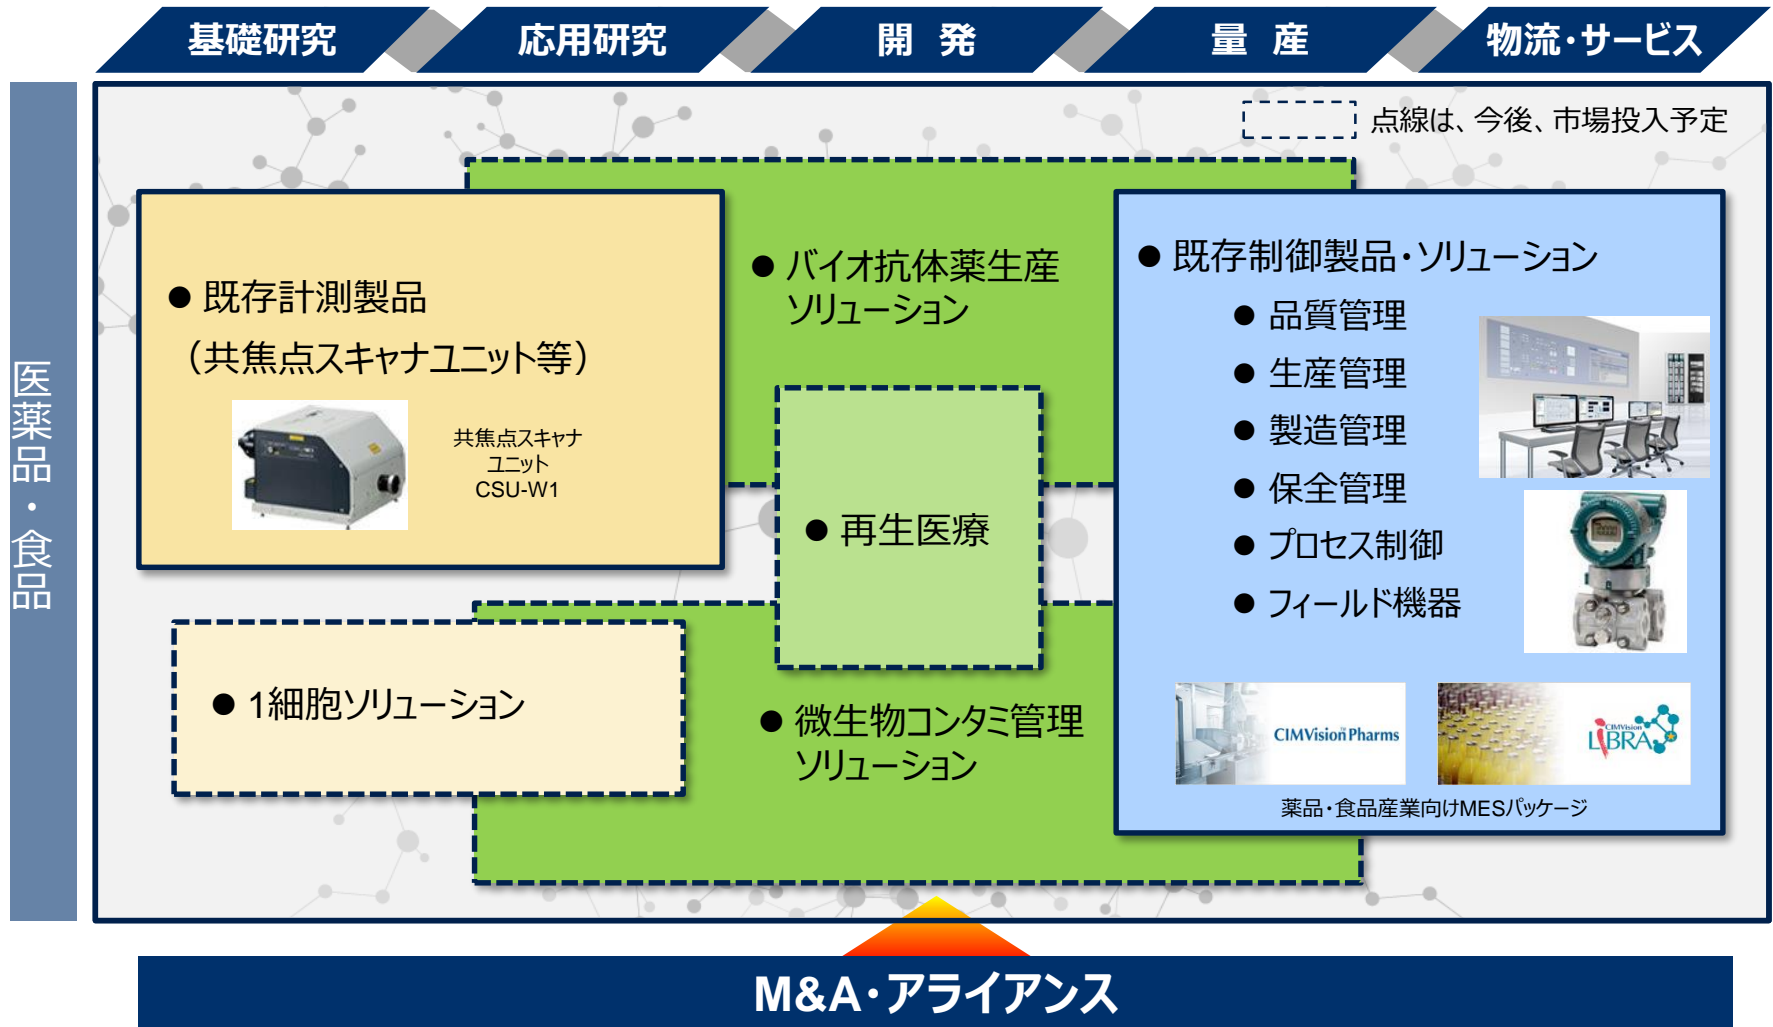 基礎研究
応用研究
開 発
量 産
物流・サービス
医薬品・食品
点線は、今後、市場投入予定
● 既存計測製品
（共焦点スキャナユニット等）
共焦点スキャナ
ユニット
CSU-W1
● バイオ抗体薬生産
ソリューション
● 再生医療
● 1細胞ソリューション
● 微生物コンタミ管理
ソリューション
● 既存制御製品・ソリューション
● 品質管理
● 生産管理
● 製造管理
● 保全管理
● プロセス制御
● フィールド機器
CIMVision Pharms
CIMVision
LIBRA
薬品・食品産業向けMESパッケージ
M&A・アライアンス